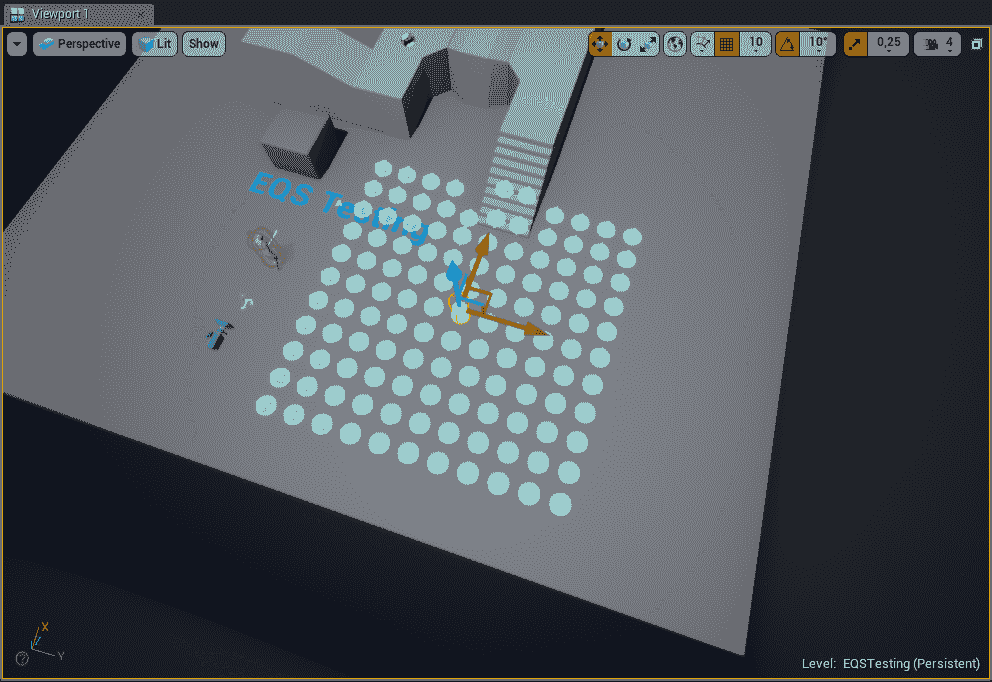 Viewport 1
Perspective
Lit
Show
10
10°
0,25
4
EQS Testing
X
Y
?
Level: EQSTesting (Persistent)